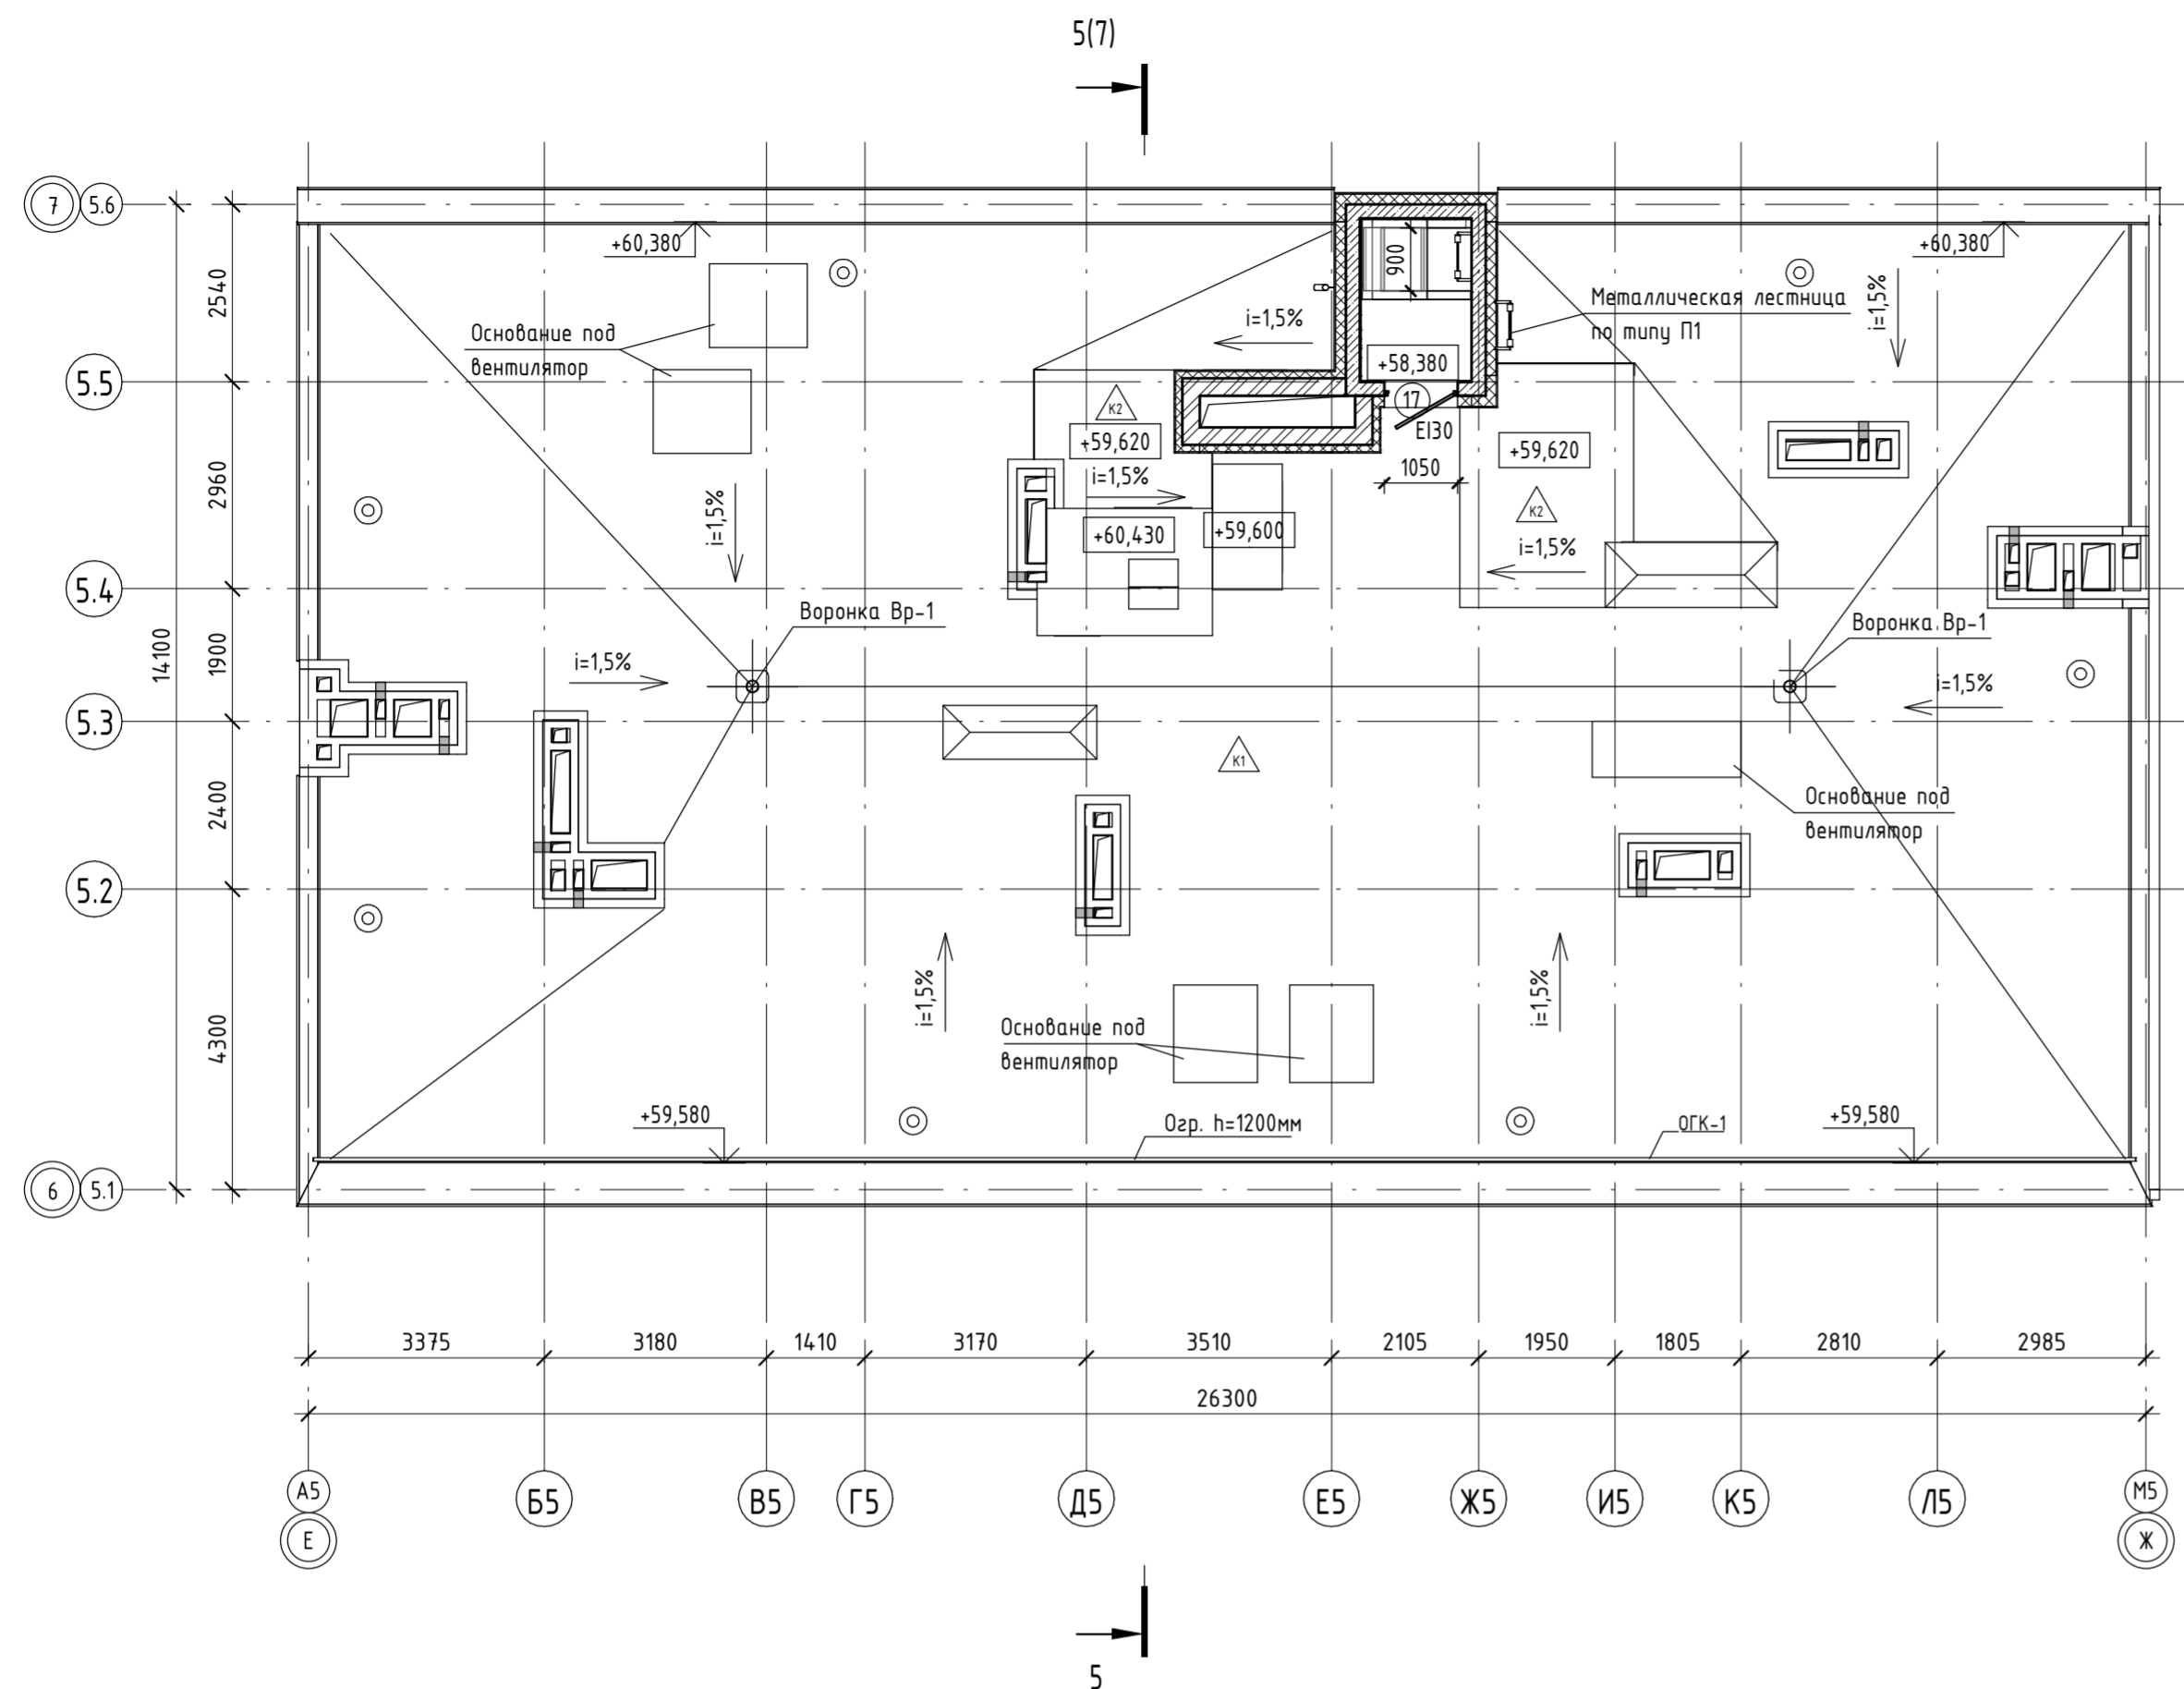 5(7)
7
5.6
+60,380
+60,380
2540
900
Металлическая лестница
по типу П1
i=1,5%
i=1,5%
Основание под
вентилятор
+58,380
5.5
17
EI30
К2
+59,620
+59,620
1050
2960
i=1,5%
i=1,5%
К2
+60,430
+59,600
i=1,5%
5.4
Воронка Вр-1
Воронка Вр-1
14100
1900
i=1,5%
i=1,5%
5.3
К1
2400
Основание под
вентилятор
5.2
i=1,5%
i=1,5%
4300
Основание под
вентилятор
+59,580
Огр. h=1200мм
ОГК-1
+59,580
6
5.1
3375
3180
1410
3170
3510
2105
1950
1805
2810
2985
26300
А5
Б5
В5
Г5
Д5
Е5
Ж5
И5
К5
Л5
М5
Е
Ж
5